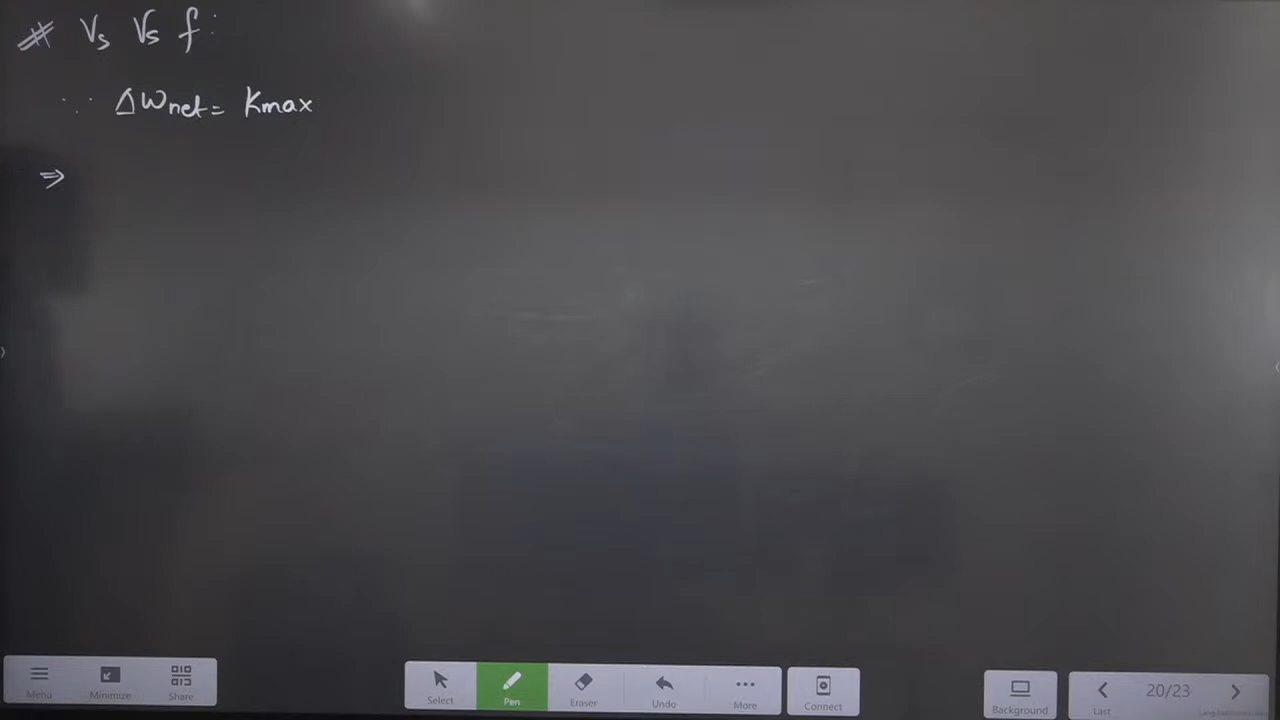 # Vs Vs f:
∵ ΔWnet = Kmax
⇒
Menu
Minimize
Share
Select
Pen
Eraser
Undo
More
Connect
Background
Last
20/23